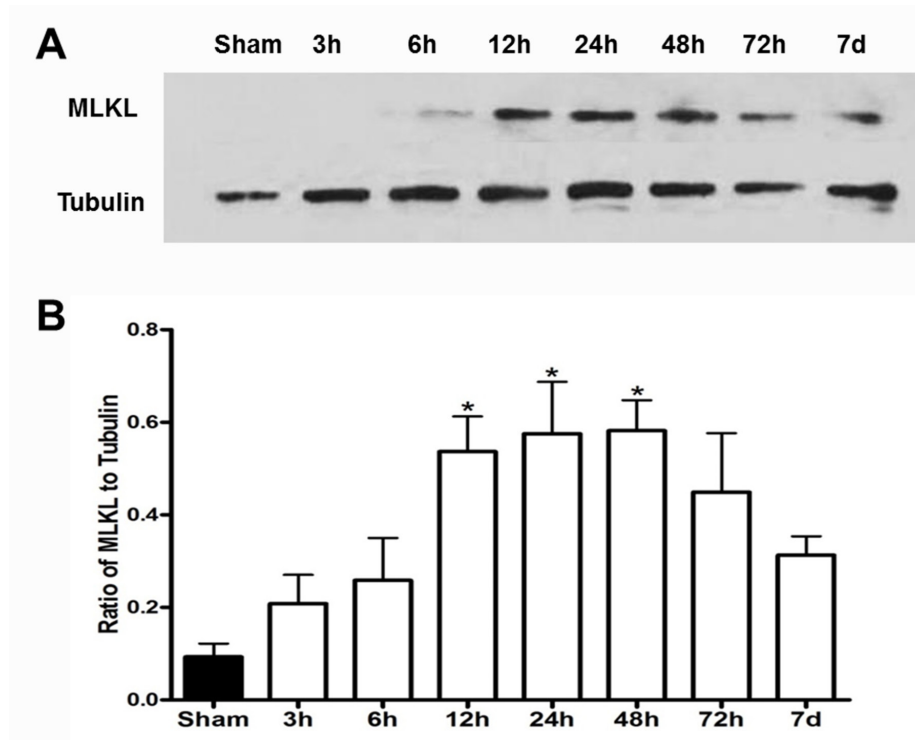 A
Sham 3h 6h 12h 24h 48h 72h 7d
MLKL
Tubulin
B
Ratio of MLKL to Tubulin
0.8
0.6
0.4
0.2
0.0
* * *
Sham 3h 6h 12h 24h 48h 72h 7d